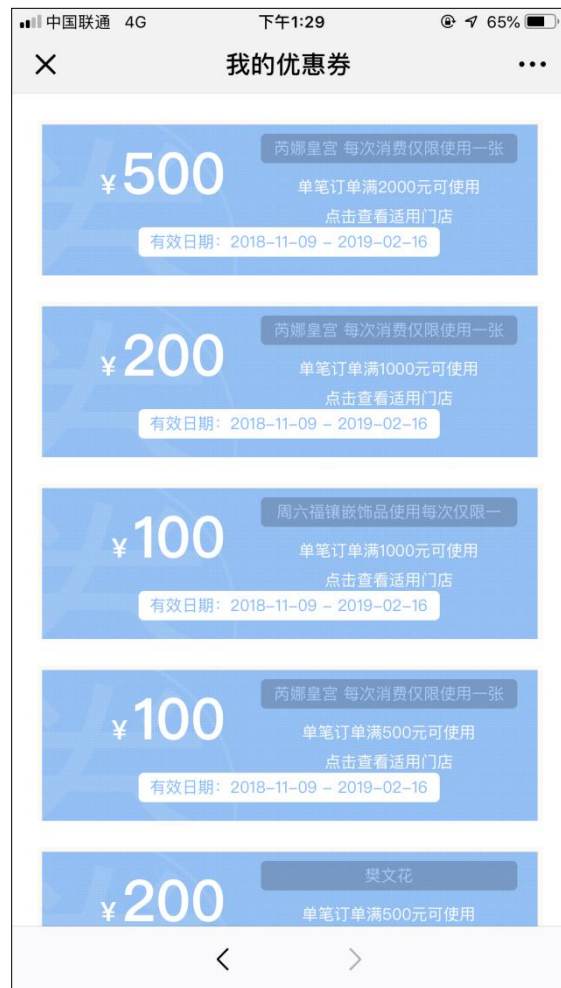 中国联通 4G 下午1:29 65%
我的优惠券
¥500
芮娜皇宫 每次消费仅限使用一张
单笔订单满2000元可使用
点击查看适用门店
有效日期：2018-11-09 - 2019-02-16
¥200
芮娜皇宫 每次消费仅限使用一张
单笔订单满1000元可使用
点击查看适用门店
有效日期：2018-11-09 - 2019-02-16
¥100
周六福镶嵌饰品使用每次仅限一
单笔订单满1000元可使用
点击查看适用门店
有效日期：2018-11-09 - 2019-02-16
¥100
芮娜皇宫 每次消费仅限使用一张
单笔订单满500元可使用
点击查看适用门店
有效日期：2018-11-09 - 2019-02-16
¥200
樊文花
单笔订单满500元可使用